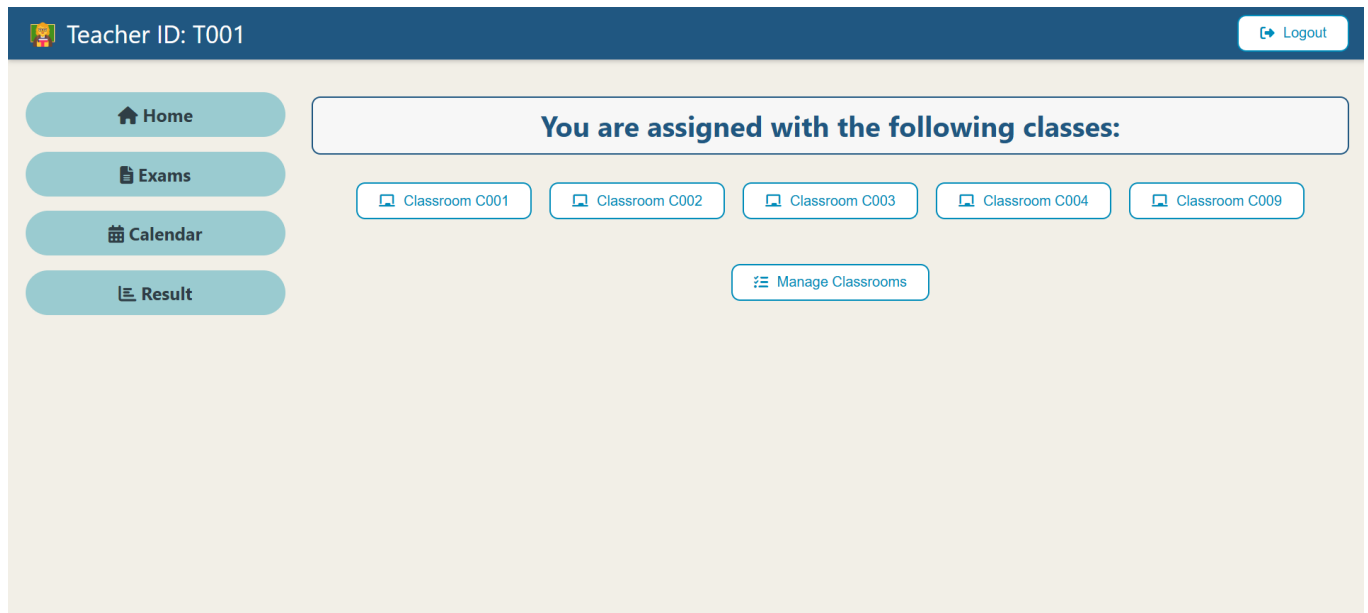 Teacher ID: T001
Logout
Home
Exams
Calendar
Result
You are assigned with the following classes:
Classroom C001
Classroom C002
Classroom C003
Classroom C004
Classroom C009
Manage Classrooms